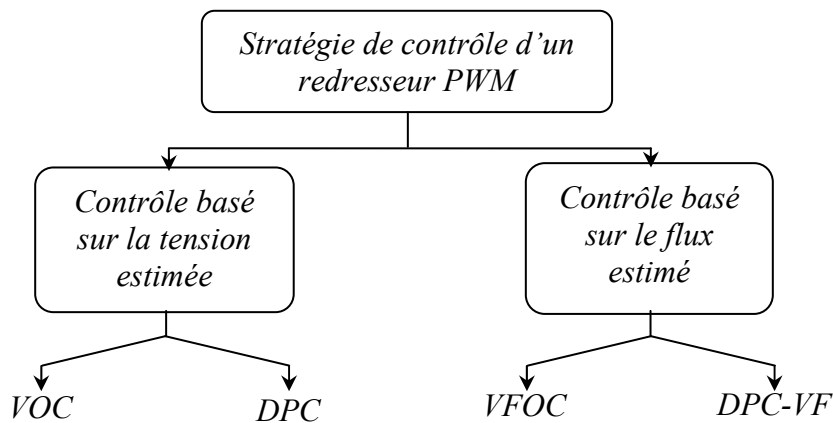 Stratégie de contrôle d’un
redresseur PWM
Contrôle basé
sur la tension
estimée
Contrôle basé
sur le flux
estimé
VOC
DPC
VFOC
DPC-VF